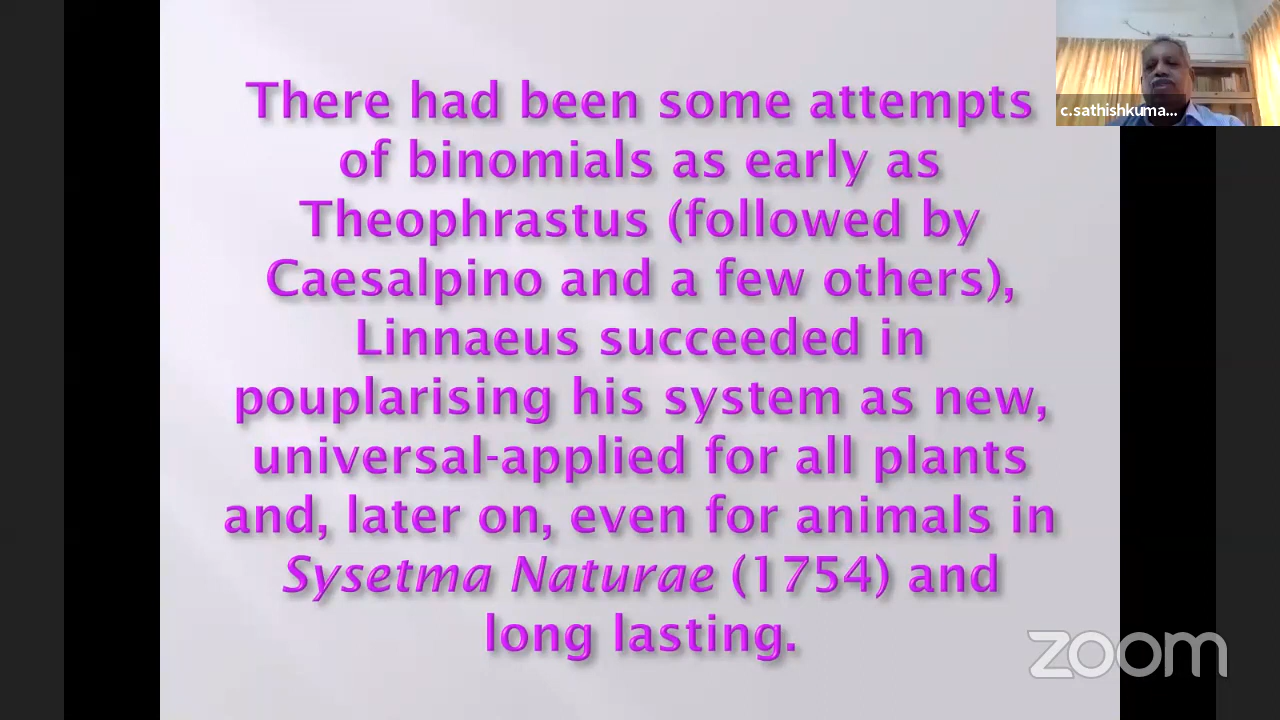 There had been some attempts
of binomials as early as
Theophrastus (followed by
Caesalpino and a few others),
Linnaeus succeeded in
pouplarising his system as new,
universal-applied for all plants
and, later on, even for animals in
Sysetma Naturae (1754) and
long lasting.
c.sathishkuma...
zoom